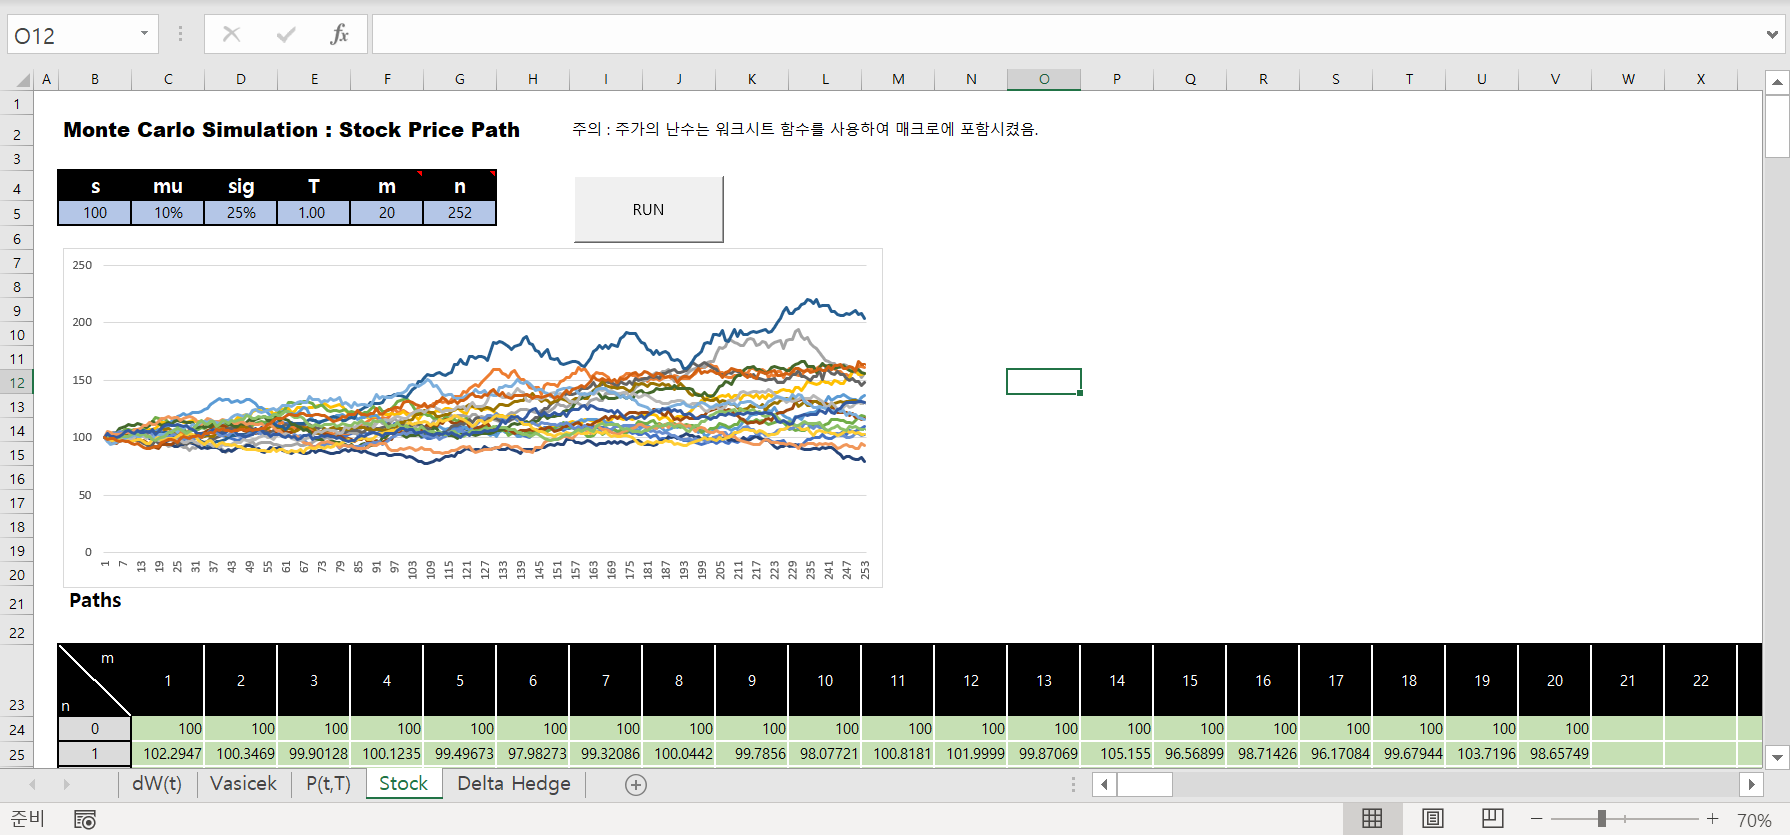 O12
fx
A B C D E F G H I J K L M N O P Q R S T U V W X
1
2 Monte Carlo Simulation : Stock Price Path 주의 : 주가의 난수는 워크시트 함수를 사용하여 매크로에 포함시켰음.
3
4 s mu sig T m n
5 100 10% 25% 1.00 20 252
RUN
6
7
8
9
10
11
12
13
14
15
16
17
18
19
20
250
200
150
100
50
0
1 7 13 19 25 31 37 43 49 55 61 67 73 79 85 91 97 103 109 115 121 127 133 139 145 151 157 163 169 175 181 187 193 199 205 211 217 223 229 235 241 247 253
21 Paths
22
23 m n 1 2 3 4 5 6 7 8 9 10 11 12 13 14 15 16 17 18 19 20 21 22
24 0 100 100 100 100 100 100 100 100 100 100 100 100 100 100 100 100 100 100 100 100
25 1 102.2947 100.3469 99.90128 100.1235 99.49673 97.98273 99.32086 100.0442 99.7856 98.07721 100.8181 101.9999 99.87069 105.155 96.56899 98.71426 96.17084 99.67944 103.7196 98.65749
dW(t) Vasicek P(t,T) Stock Delta Hedge
준비 70%